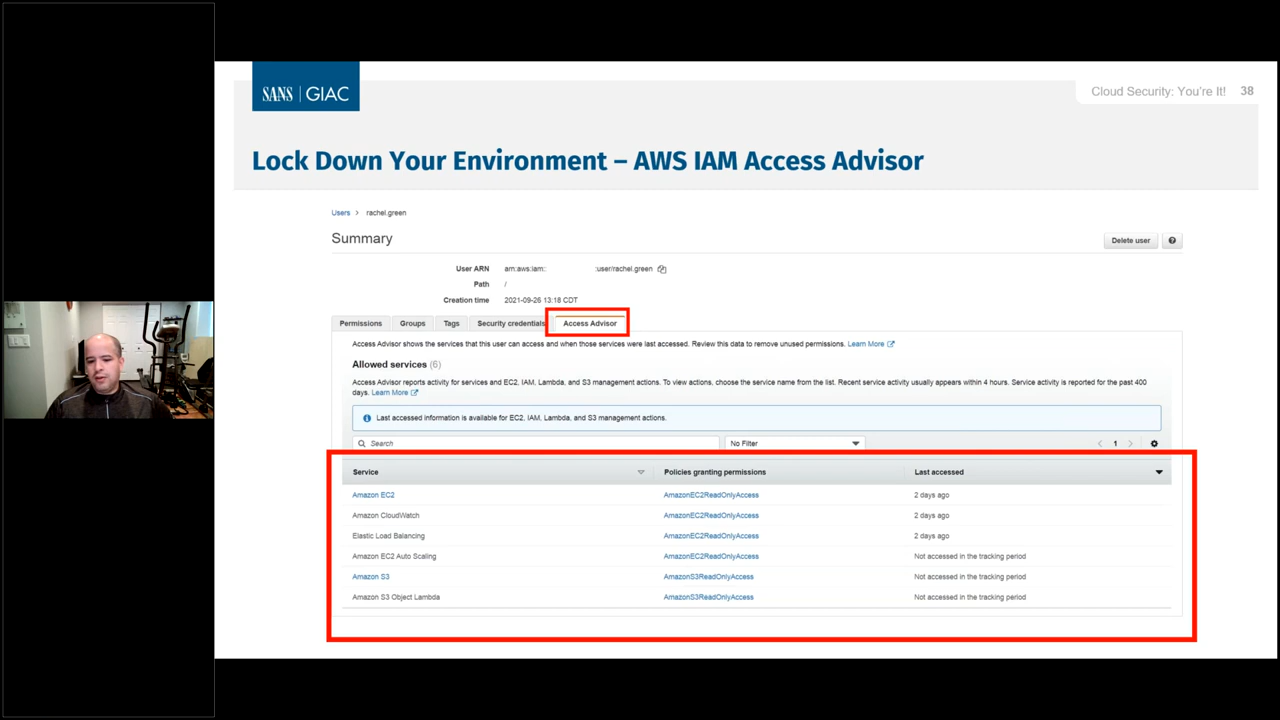 SANS | GIAC
Cloud Security: You're It! 38
Lock Down Your Environment – AWS IAM Access Advisor
Users > rachel.green
Summary
Delete user
User ARN arn:aws:iam:: :user/rachel.green
Path /
Creation time 2021-09-26 13:18 CDT
Permissions Groups Tags Security credentials Access Advisor
Access Advisor shows the services that this user can access and when those services were last accessed. Review this data to remove unused permissions. Learn More
Allowed services (6)
Access Advisor reports activity for services and EC2, IAM, Lambda, and S3 management actions. To view actions, choose the service name from the list. Recent service activity usually appears within 4 hours. Service activity is reported for the past 400
days. Learn More
Last accessed information is available for EC2, IAM, Lambda, and S3 management actions.
Search No Filter < 1 >
Service Policies granting permissions Last accessed
Amazon EC2 AmazonEC2ReadOnlyAccess 2 days ago
Amazon CloudWatch AmazonEC2ReadOnlyAccess 2 days ago
Elastic Load Balancing AmazonEC2ReadOnlyAccess 2 days ago
Amazon EC2 Auto Scaling AmazonEC2ReadOnlyAccess Not accessed in the tracking period
Amazon S3 AmazonS3ReadOnlyAccess Not accessed in the tracking period
Amazon S3 Object Lambda AmazonS3ReadOnlyAccess Not accessed in the tracking period